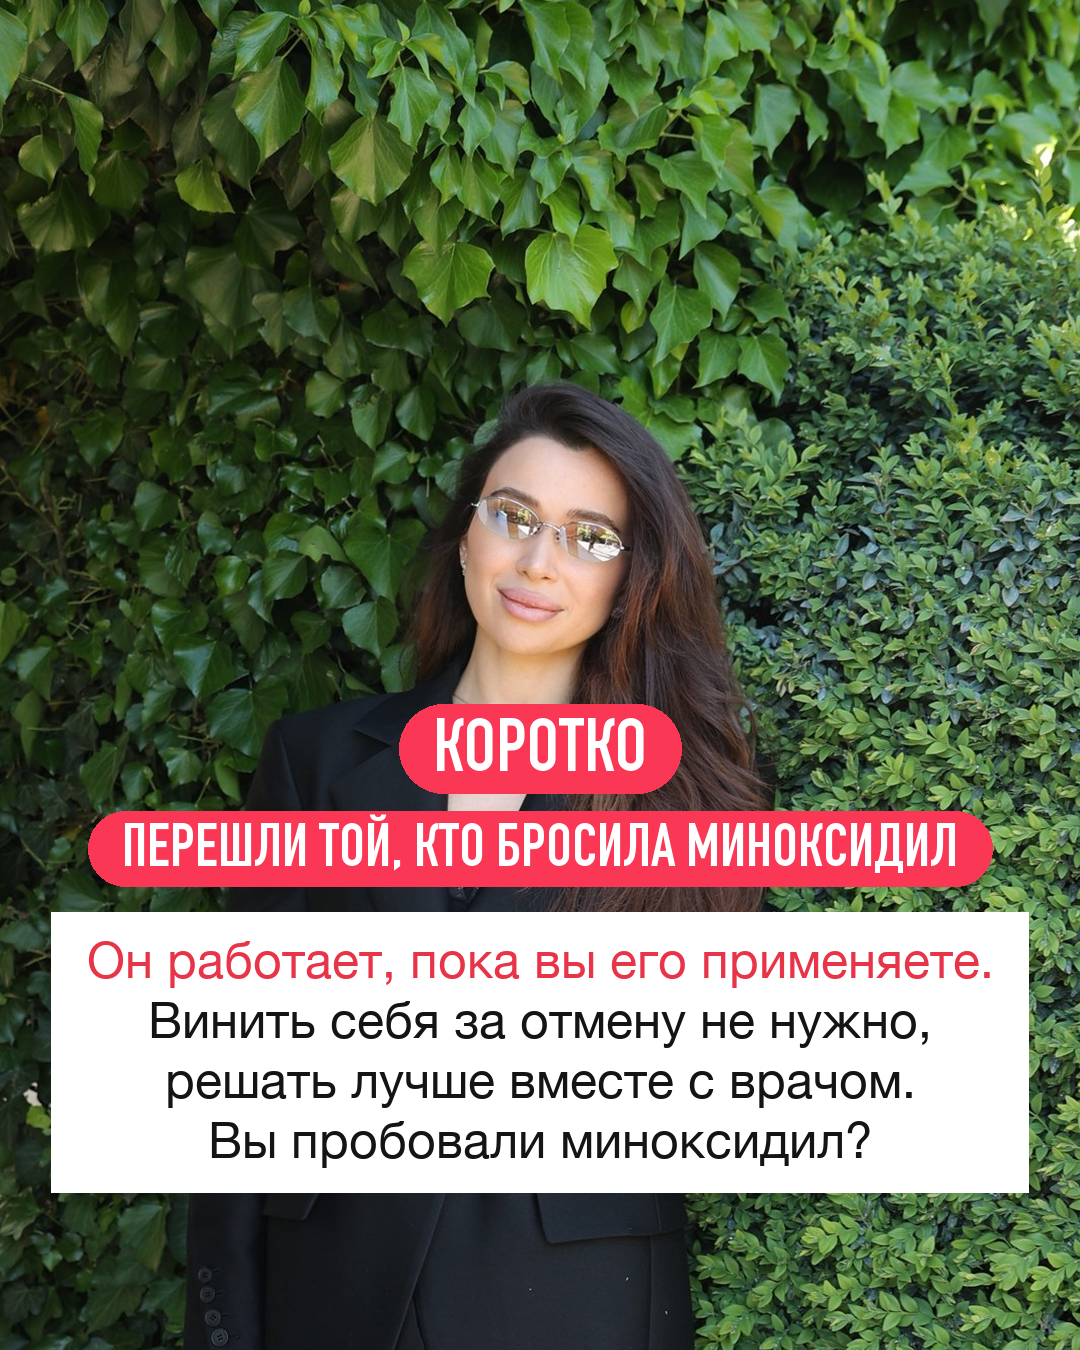 КОРОТКО
ПЕРЕШЛИ ТОЙ, КТО БРОСИЛА МИНОКСИДИЛ
Он работает, пока вы его применяете.
Винить себя за отмену не нужно,
решать лучше вместе с врачом.
Вы пробовали миноксидил?